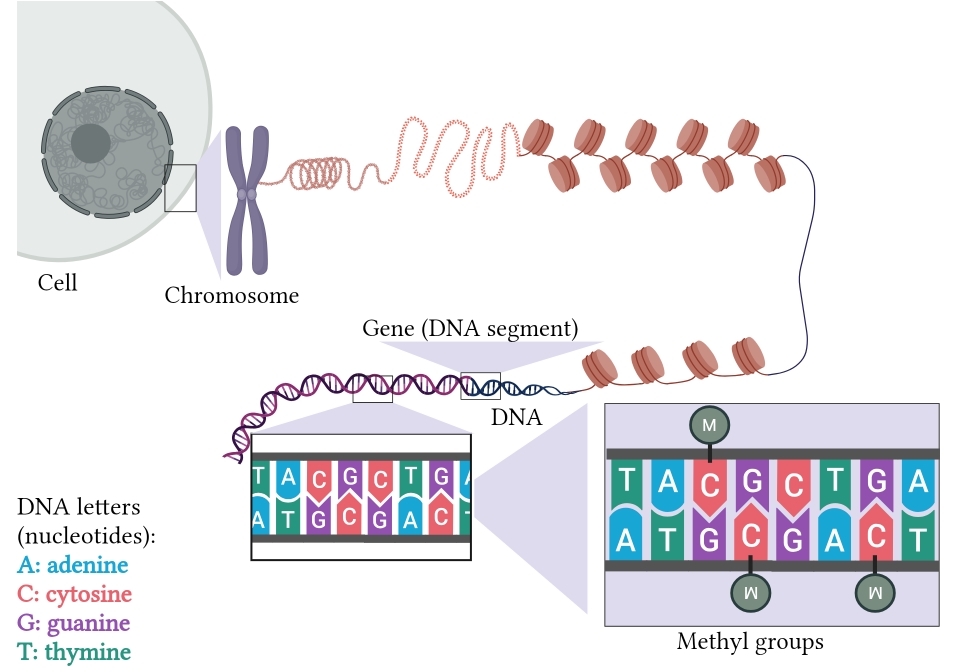 Cell
Chromosome
Gene (DNA segment)
DNA
M
T A C G C T G A
T A C G C T G A
A T G C G A C T
A T G C G A C T
M M
Methyl groups
DNA letters
(nucleotides):
A: adenine
C: cytosine
G: guanine
T: thymine